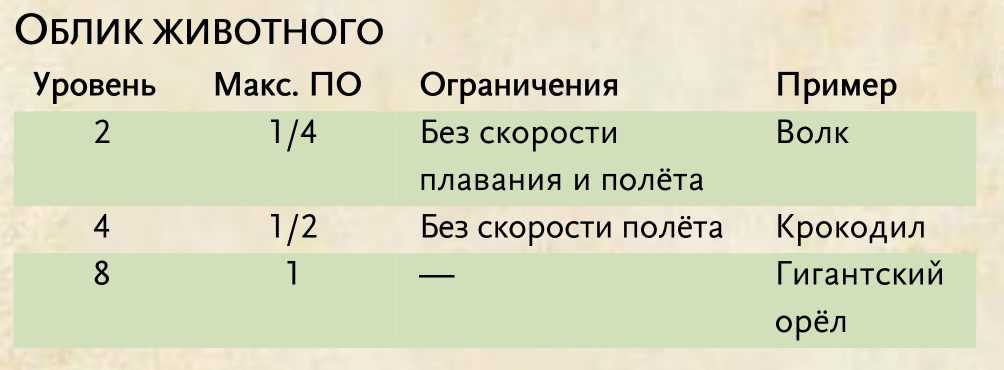 Облик животного
Уровень Макс. ПО Ограничения Пример
2 1/4 Без скорости Волк
плавания и полёта
4 1/2 Без скорости полёта Крокодил
8 1 — Гигантский
орёл